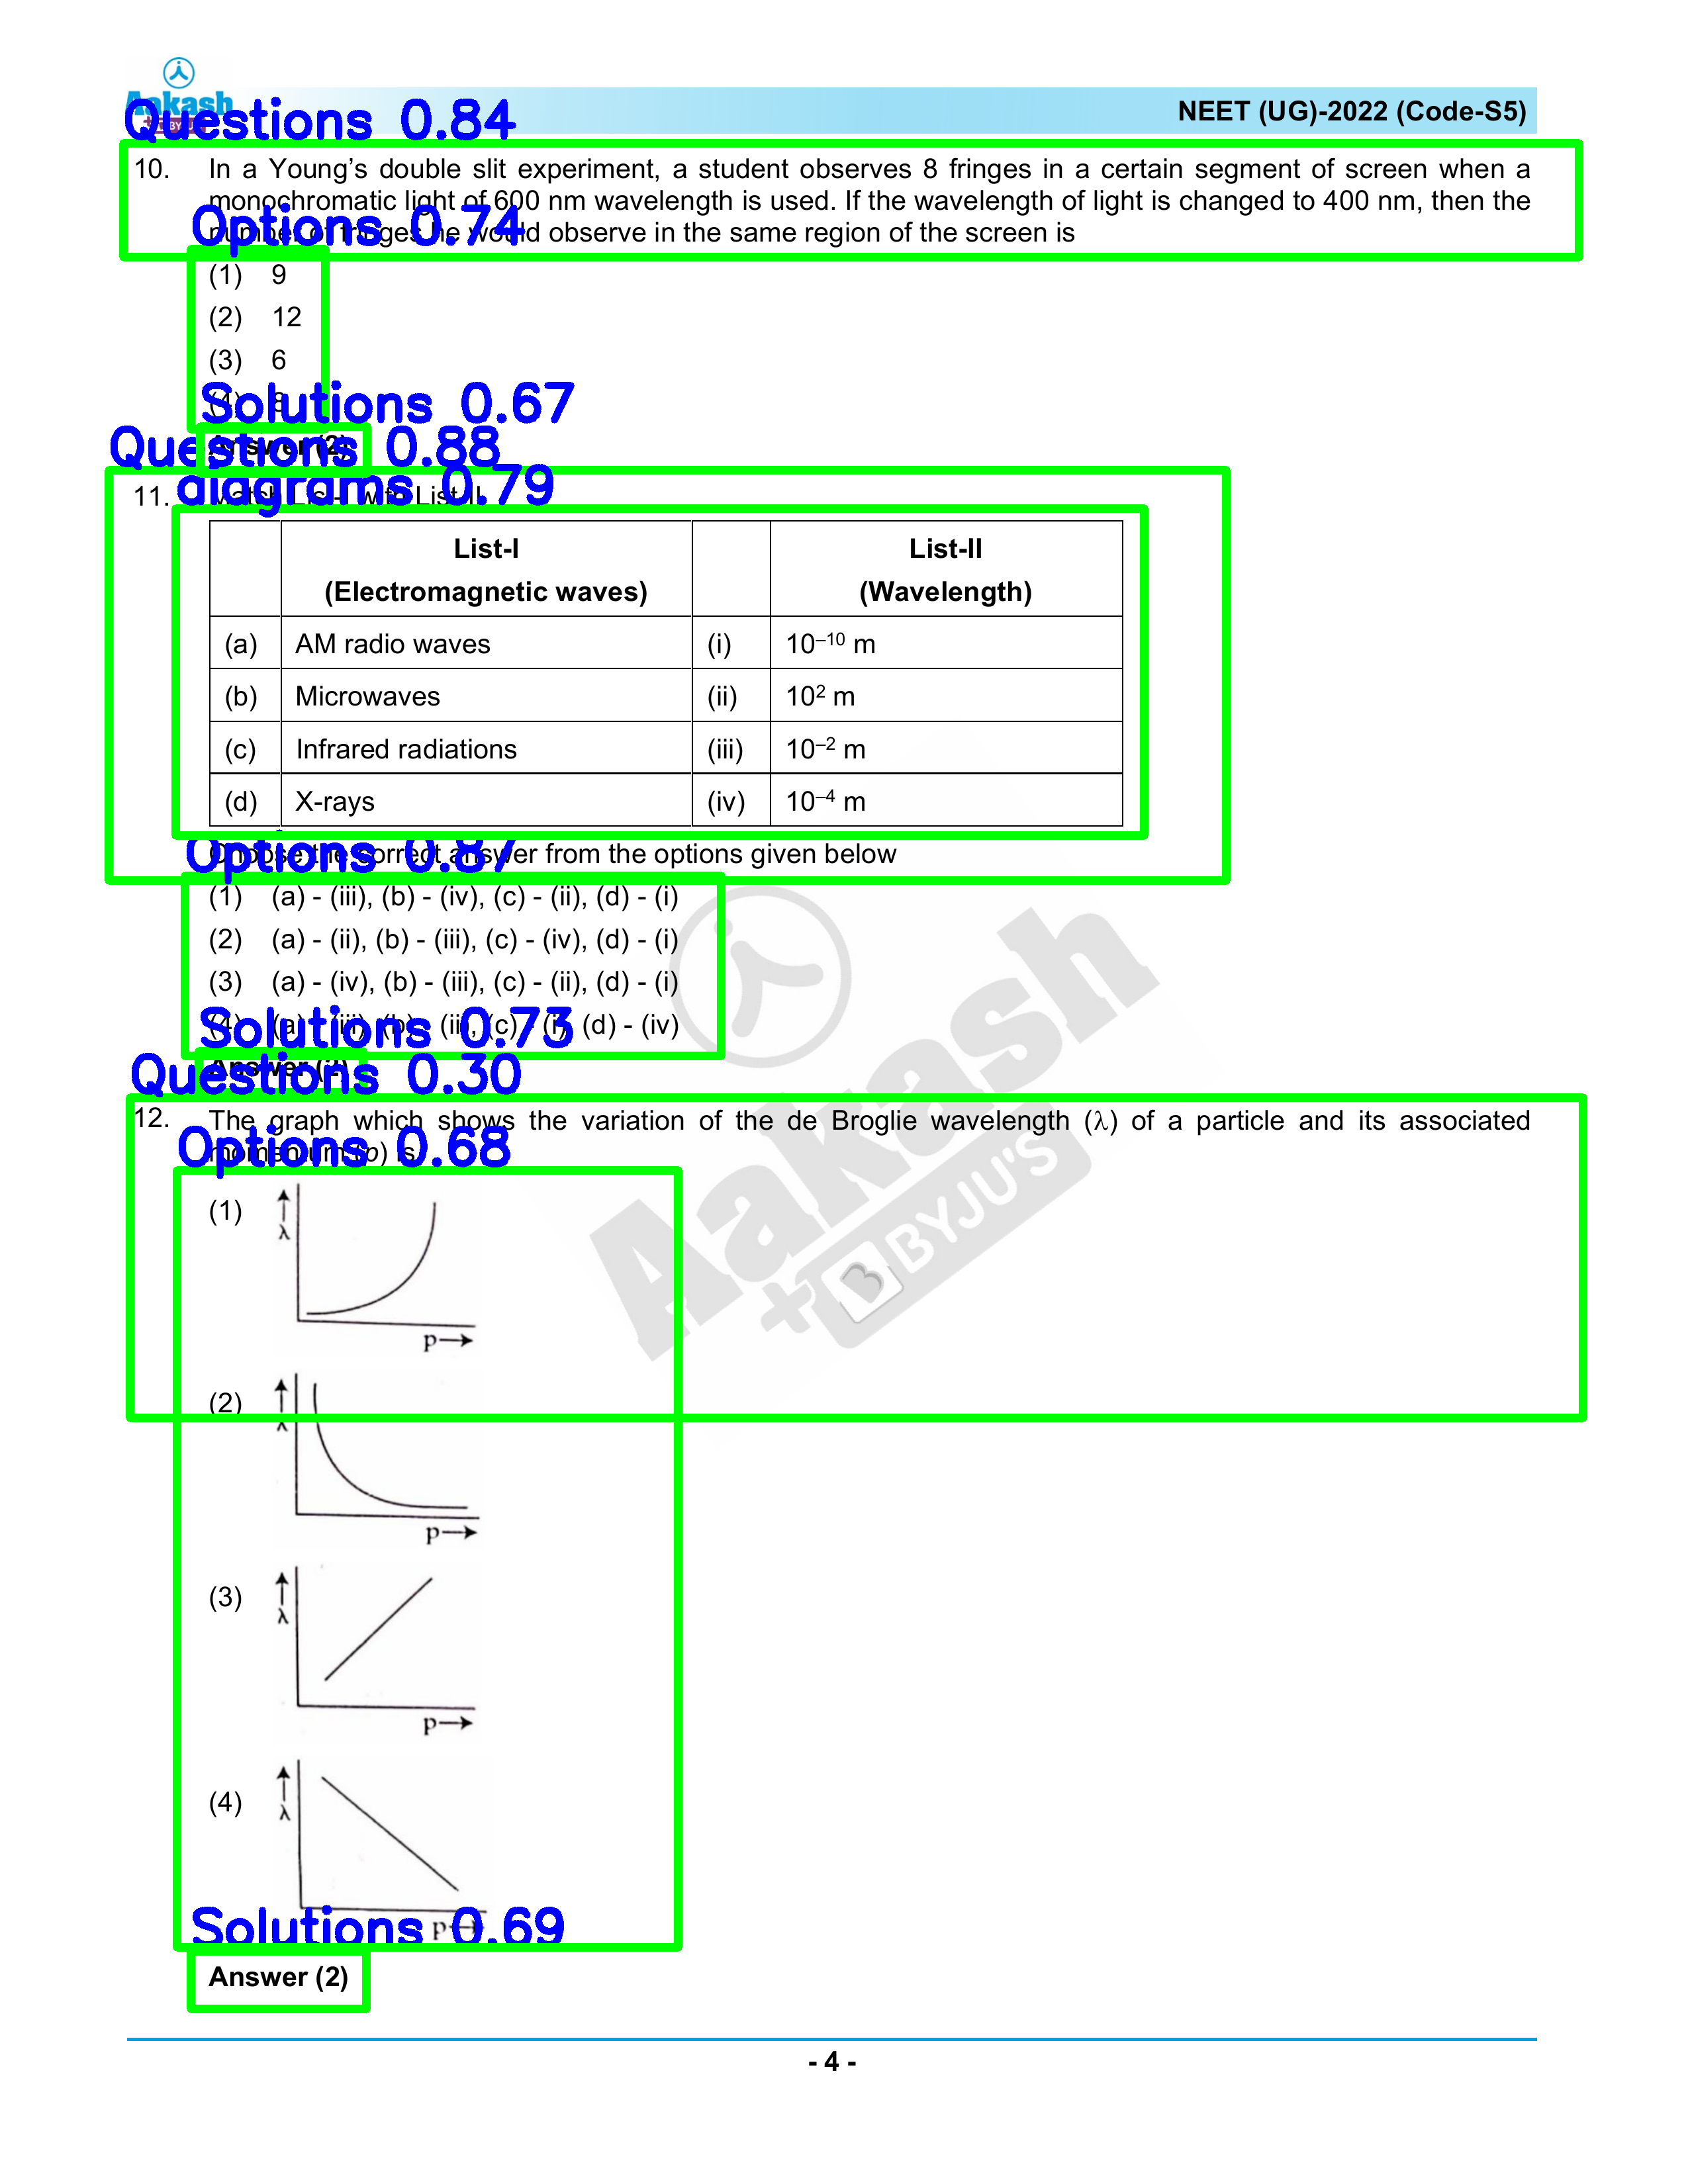 Aakash
NEET (UG)-2022 (Code-S5)
Questions 0.84
10. In a Young's double slit experiment, a student observes 8 fringes in a certain segment of screen when a
monochromatic light of 600 nm wavelength is used. If the wavelength of light is changed to 400 nm, then the
Options 0.74
number of fringes he would observe in the same region of the screen is
(1) 9
(2) 12
(3) 6
Solutions 0.67
(4) 8
Questions 0.88
Answer (2)
diagrams 0.79
11. Match List-I with List-II
List-I List-II
(Electromagnetic waves) (Wavelength)
(a) AM radio waves (i) 10⁻¹⁰ m
(b) Microwaves (ii) 10² m
(c) Infrared radiations (iii) 10⁻² m
(d) X-rays (iv) 10⁻⁴ m
Options 0.87
Choose the correct answer from the options given below
(1) (a) - (iii), (b) - (iv), (c) - (ii), (d) - (i)
(2) (a) - (ii), (b) - (iii), (c) - (iv), (d) - (i)
(3) (a) - (iv), (b) - (iii), (c) - (ii), (d) - (i)
Solutions 0.73
(4) (a) - (iii), (b) - (ii), (c) - (i), (d) - (iv)
Questions 0.30
Answer (2)
12. The graph which shows the variation of the de Broglie wavelength (λ) of a particle and its associated
Options 0.68
momentum (p) is
(1) λ
p
(2) λ
p
(3) λ
p
(4) λ
p
Solutions 0.69
Answer (2)
Aakash
+ B BYJU'S
- 4 -